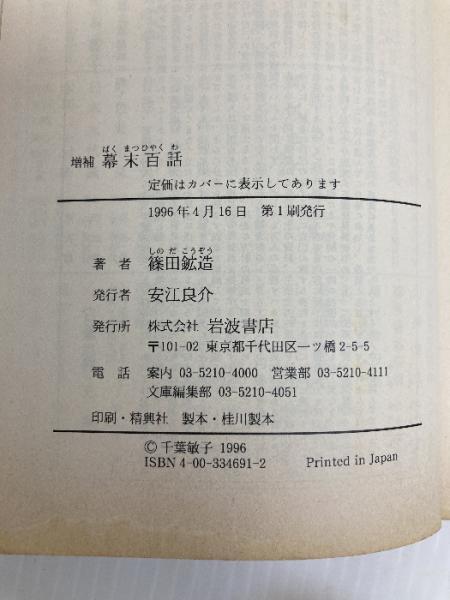 ばく まつ ひやく わ
増補 幕末百話
定価はカバーに表示してあります
1996年4月16日 第1刷発行
しの だ こうぞう
著者 篠田鉱造
発行者 安江良介
発行所 株式会社 岩波書店
〒101-02 東京都千代田区一ツ橋2-5-5
電話 案内 03-5210-4000 営業部 03-5210-4111
文庫編集部 03-5210-4051
印刷・精興社 製本・桂川製本
©千葉敏子 1996
ISBN4-00-334691-2 Printed in Japan